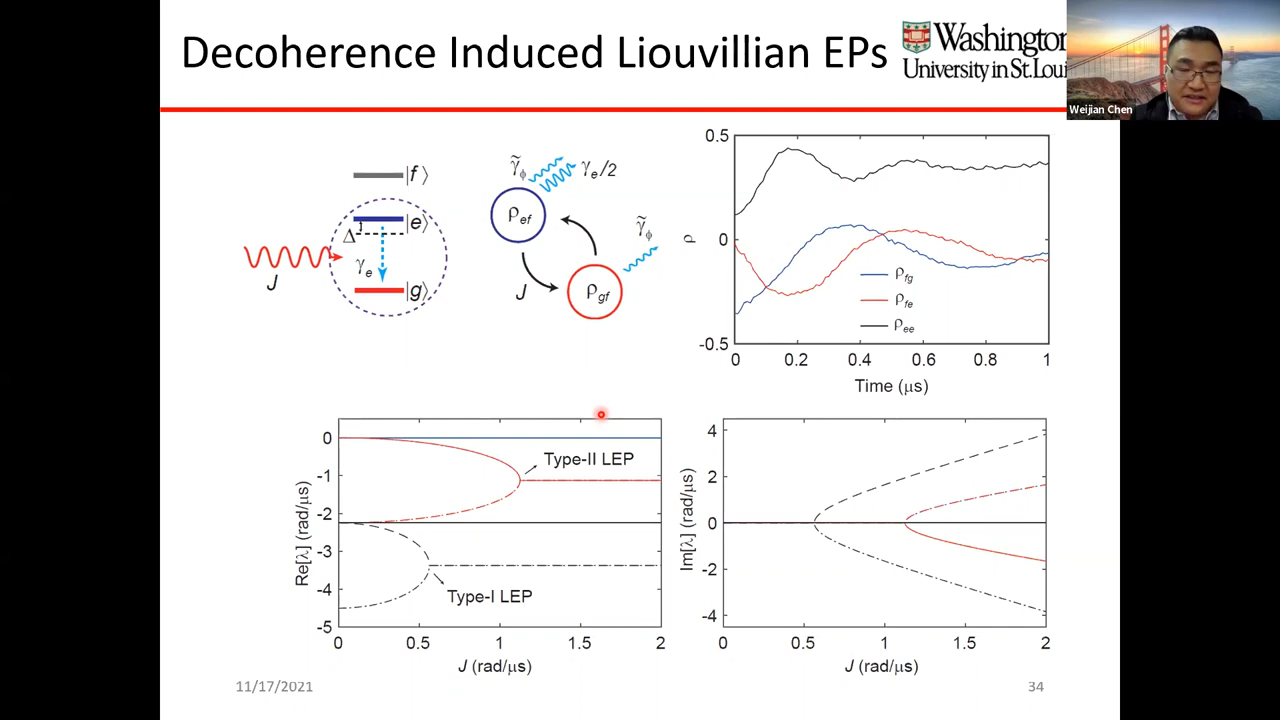 Decoherence Induced Liouvillian EPs
Washington
University in St.Loui
Weijian Chen
|f⟩
|e⟩
Δ
γe
|g⟩
J
γ̃ϕ
γe/2
ρef
γ̃ϕ
J
ρgf
0.5
0
-0.5
ρ
ρfg
ρfe
ρee
0 0.2 0.4 0.6 0.8 1
Time (μs)
0
-1
-2
-3
-4
-5
Re[λ] (rad/μs)
Type-II LEP
Type-I LEP
0 0.5 1 1.5 2
J (rad/μs)
4
2
0
-2
-4
Im[λ] (rad/μs)
0 0.5 1 1.5 2
J (rad/μs)
11/17/2021
34